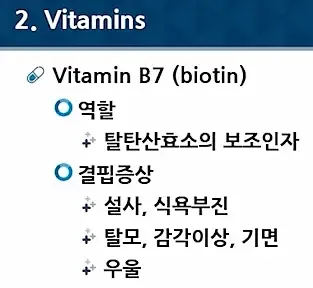 2. Vitamins
Vitamin B7 (biotin)
역할
탈탄산효소의 보조인자
결핍증상
설사, 식욕부진
탈모, 감각이상, 기면
우울